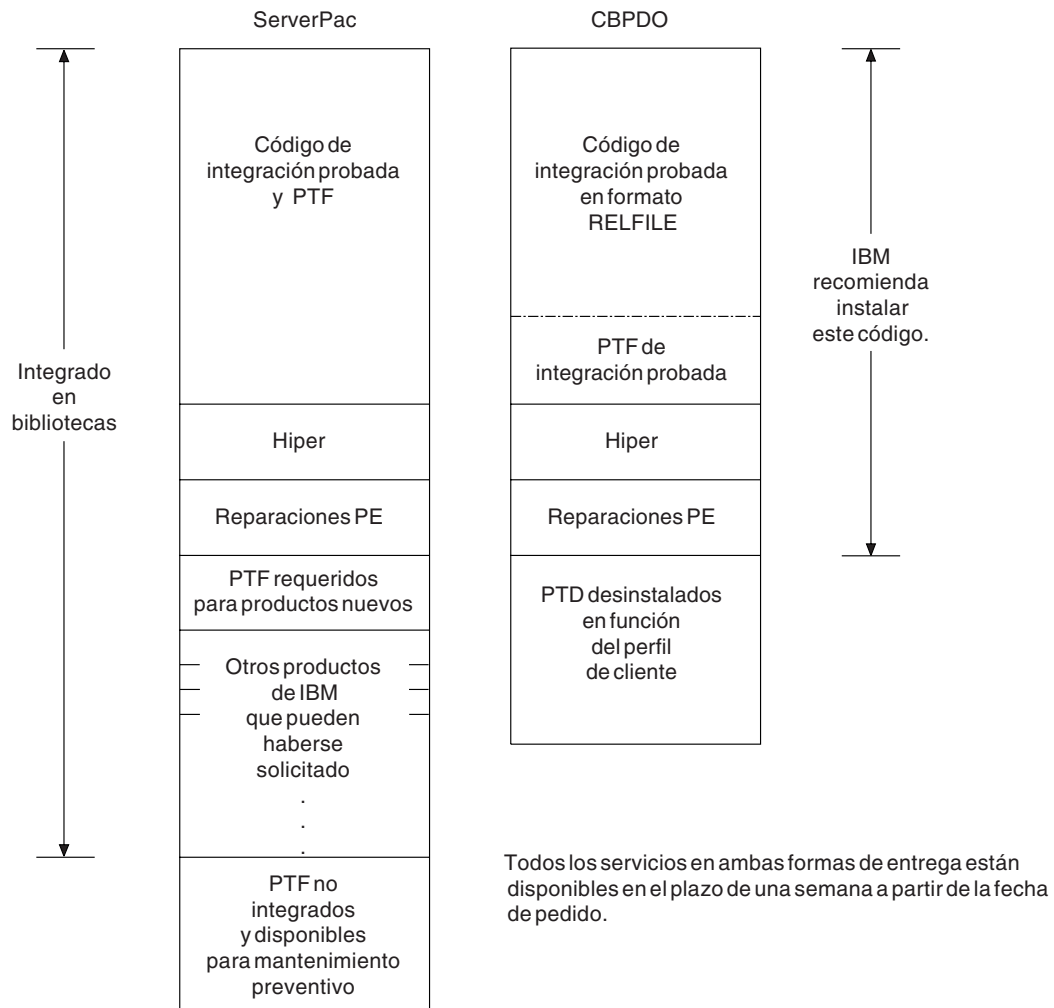 ServerPac
CBPDO
Código de
integración probada
y PTF
Código de
integración probada
en formato
RELFILE
IBM
recomienda
instalar
este código.
PTF de
integración probada
Integrado
en
bibliotecas
Hiper
Hiper
Reparaciones PE
Reparaciones PE
PTF requeridos
para productos nuevos
PTD desinstalados
en función
del perfil
de cliente
Otros productos
de IBM
que pueden
haberse
solicitado
.
.
.
Todos los servicios en ambas formas de entrega están
disponibles en el plazo de una semana a partir de la fecha
de pedido.
PTF no
integrados
y disponibles
para mantenimiento
preventivo